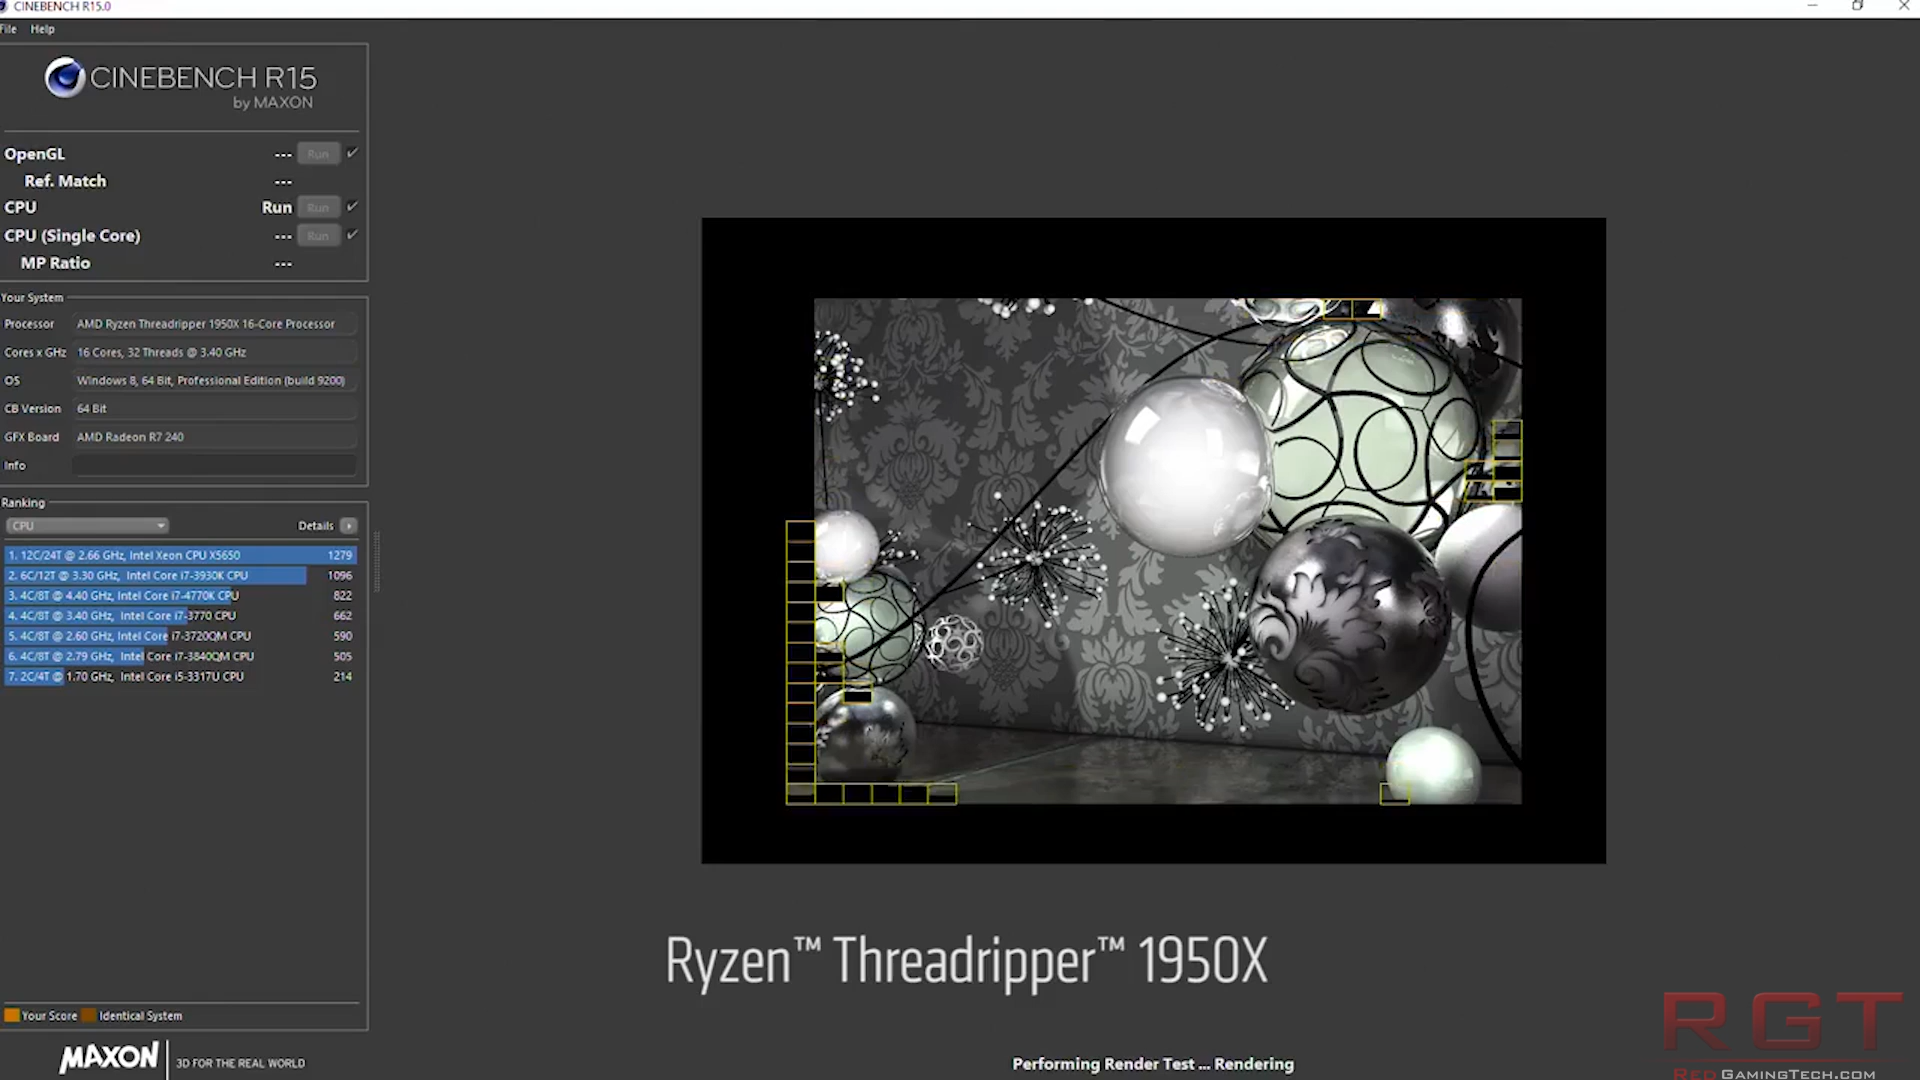 CINEBENCH R15.0
File Help
CINEBENCH R15
by MAXON
OpenGL --- Run
Ref. Match ---
CPU Run Run
CPU (Single Core) --- Run
MP Ratio ---
Your System
Processor AMD Ryzen Threadripper 1950X 16-Core Processor
Cores x GHz 16 Cores, 32 Threads @ 3.40 GHz
OS Windows 8, 64 Bit, Professional Edition (build 9200)
CB Version 64 Bit
GFX Board AMD Radeon R7 240
Info
Ranking
CPU Details
1. 12C/24T @ 2.66 GHz, Intel Xeon CPU X5650 1279
2. 6C/12T @ 3.30 GHz, Intel Core i7-3930K CPU 1096
3. 4C/8T @ 4.40 GHz, Intel Core i7-4770K CPU 822
4. 4C/8T @ 3.40 GHz, Intel Core i7-3770 CPU 662
5. 4C/8T @ 2.60 GHz, Intel Core i7-3720QM CPU 590
6. 4C/8T @ 2.79 GHz, Intel Core i7-3840QM CPU 505
7. 2C/4T @ 1.70 GHz, Intel Core i5-3317U CPU 214
Your Score Identical System
MAXON 3D FOR THE REAL WORLD
Ryzen™ Threadripper™ 1950X
Performing Render Test ... Rendering
RGT
REDGAMINGTECH.COM